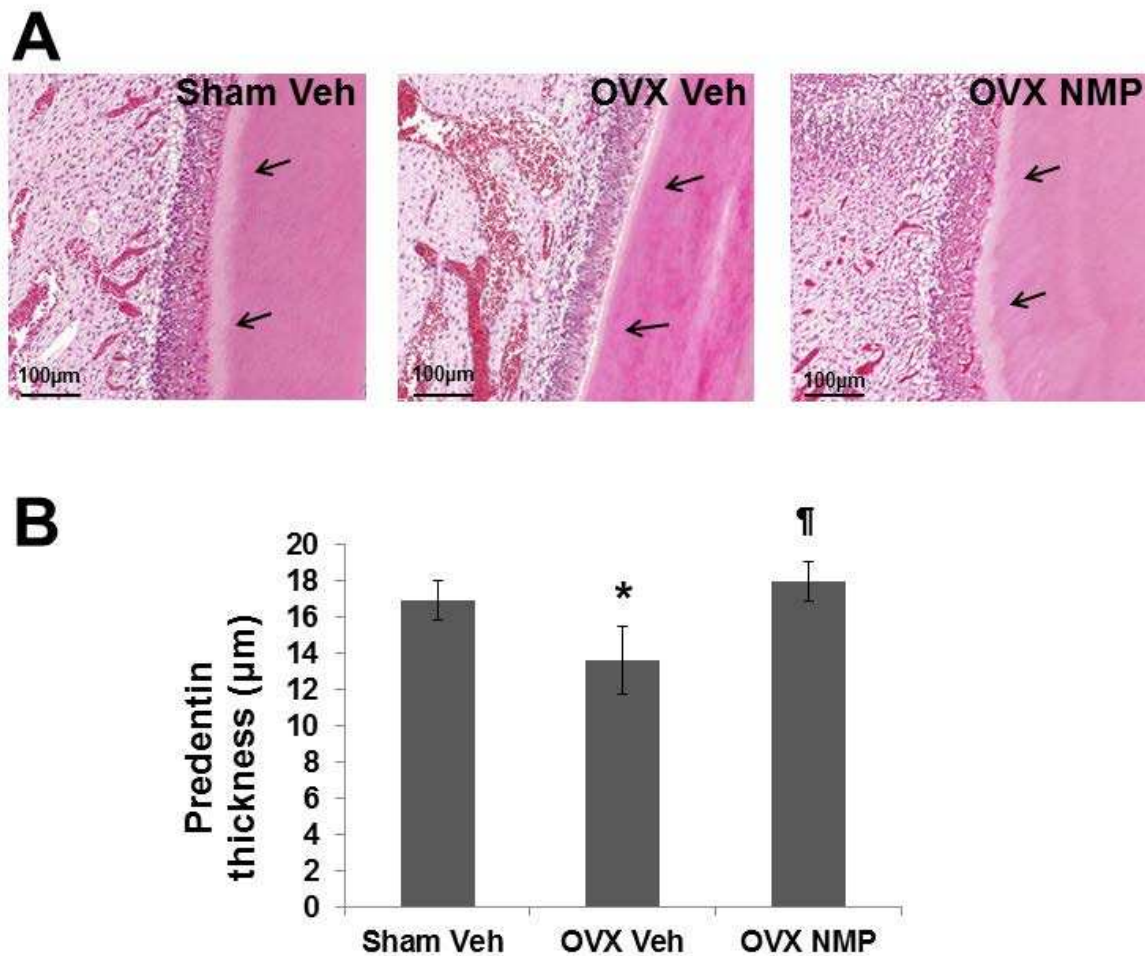 A
Sham Veh
OVX Veh
OVX NMP
100µm
100µm
100µm
B
Predentin
thickness (µm)
20
18
16
14
12
10
8
6
4
2
0
*
¶
Sham Veh
OVX Veh
OVX NMP